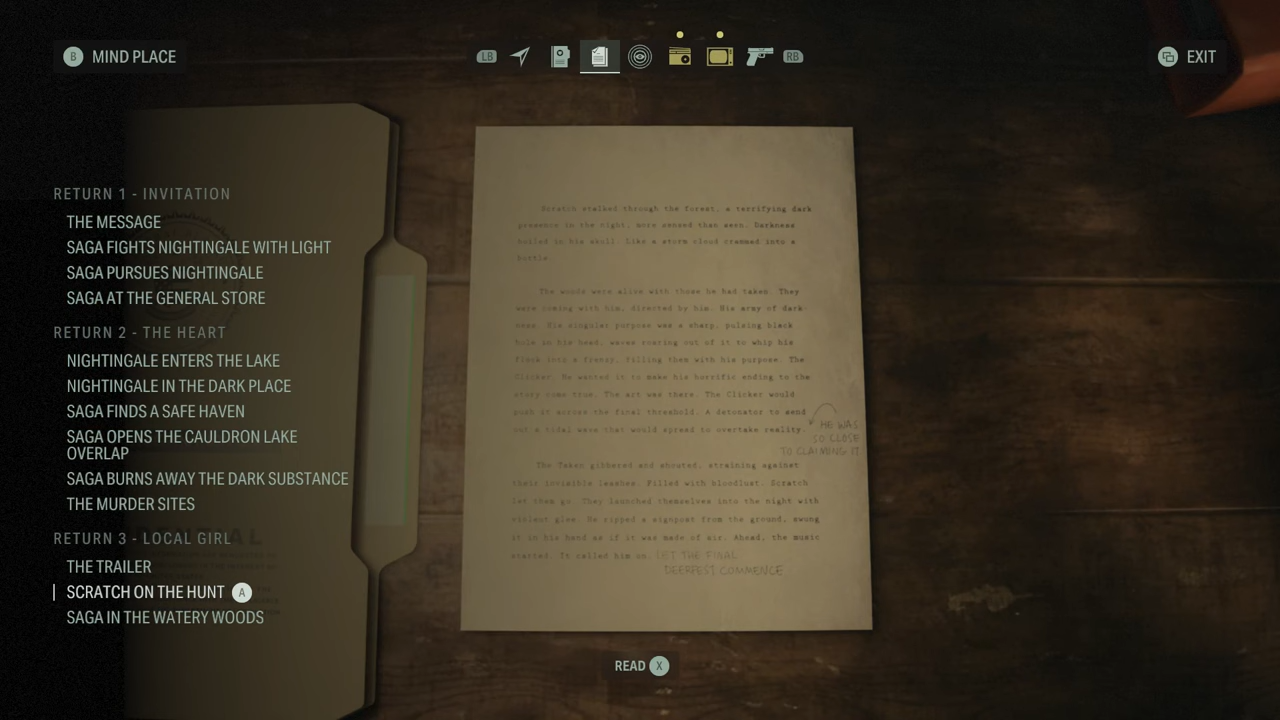 B MIND PLACE
LB
RB
EXIT
RETURN 1 - INVITATION
THE MESSAGE
SAGA FIGHTS NIGHTINGALE WITH LIGHT
SAGA PURSUES NIGHTINGALE
SAGA AT THE GENERAL STORE
RETURN 2 - THE HEART
NIGHTINGALE ENTERS THE LAKE
NIGHTINGALE IN THE DARK PLACE
SAGA FINDS A SAFE HAVEN
SAGA OPENS THE CAULDRON LAKE
OVERLAP
SAGA BURNS AWAY THE DARK SUBSTANCE
THE MURDER SITES
RETURN 3 - LOCAL GIRL
THE TRAILER
SCRATCH ON THE HUNT A
SAGA IN THE WATERY WOODS
Scratch stalked through the forest, a terrifying dark
presence in the night, more sensed than seen. Darkness
boiled in his skull like a storm cloud crammed into a
bottle.
The woods were alive with those he had taken. They
were coming with him, directed by him. His army of dark-
ness. His singular purpose was a sharp, pulsing black
hole in his head, waves roaring out of it to whip his
flock into a frenzy, filling them with his purpose. The
Clicker. He wanted it to make his horrific ending to the
story come true. The art was there. The Clicker would
push it across the final threshold. A detonator to send
out a tidal wave that would spread to overtake reality.
HE WAS
SO CLOSE
TO CLAIMING IT
The Taken gibbered and shouted, straining against
their invisible leashes. Filled with bloodlust. Scratch
let them go. They launched themselves into the night with
violent glee. He ripped a signpost from the ground, swung
it in his hand as if it was made of air. Ahead, the music
started. It called him on. LET THE FINAL
DEERFEST COMMENCE
READ X